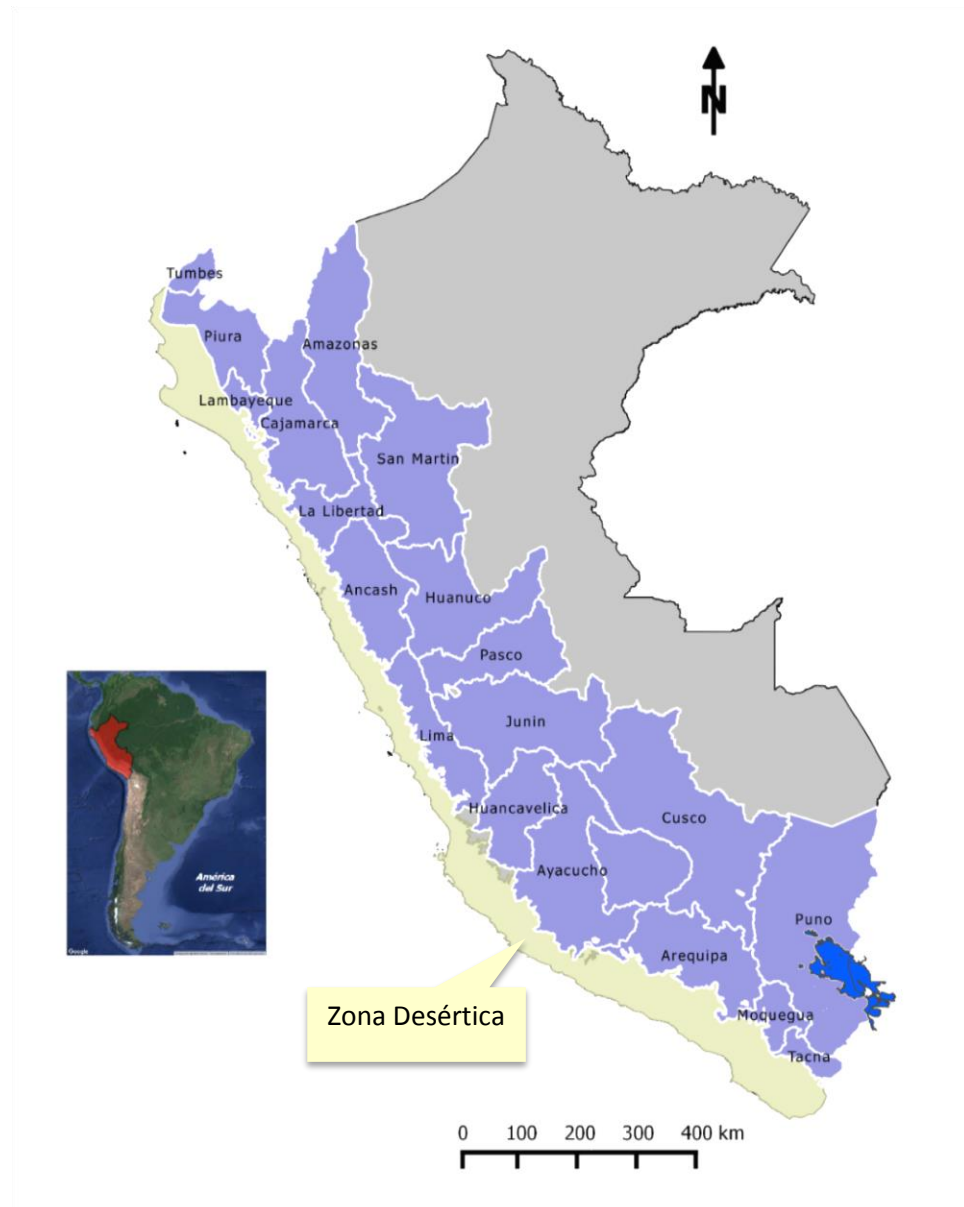 N
Tumbes
Piura
Amazonas
Lambayeque
Cajamarca
San Martin
La Libertad
Ancash
Huanuco
Pasco
Junin
Lima
Huancavelica
Cusco
Ayacucho
Puno
Arequipa
Moquegua
Tacna
Zona Desértica
América
del Sur
Google
0 100 200 300 400 km